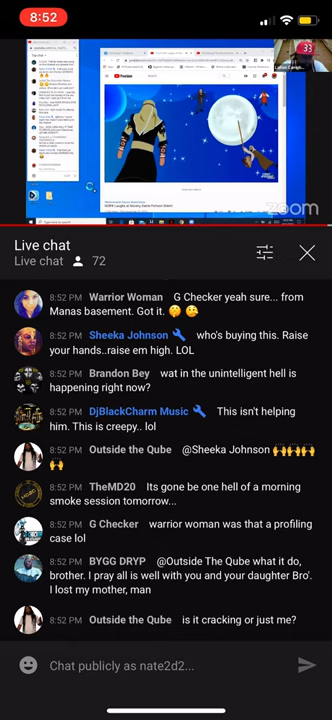 8:52
33
Premium
zoom
Live chat
Live chat 72
8:52 PM Warrior Woman G Checker yeah sure... from
Manas basement. Got it.
8:52 PM Sheeka Johnson who's buying this. Raise
your hands..raise em high. LOL
8:52 PM Brandon Bey wat in the unintelligent hell is
happening right now?
8:52 PM DjBlackCharm Music This isn't helping
him. This is creepy.. lol
8:52 PM Outside the Qube @Sheeka Johnson
8:52 PM TheMD20 Its gone be one hell of a morning
smoke session tomorrow...
8:52 PM G Checker warrior woman was that a profiling
case lol
8:52 PM BYGG DRYP @Outside The Qube what it do,
brother. I pray all is well with you and your daughter Bro'.
I lost my mother, man
8:52 PM Outside the Qube is it cracking or just me?
Chat publicly as nate2d2...